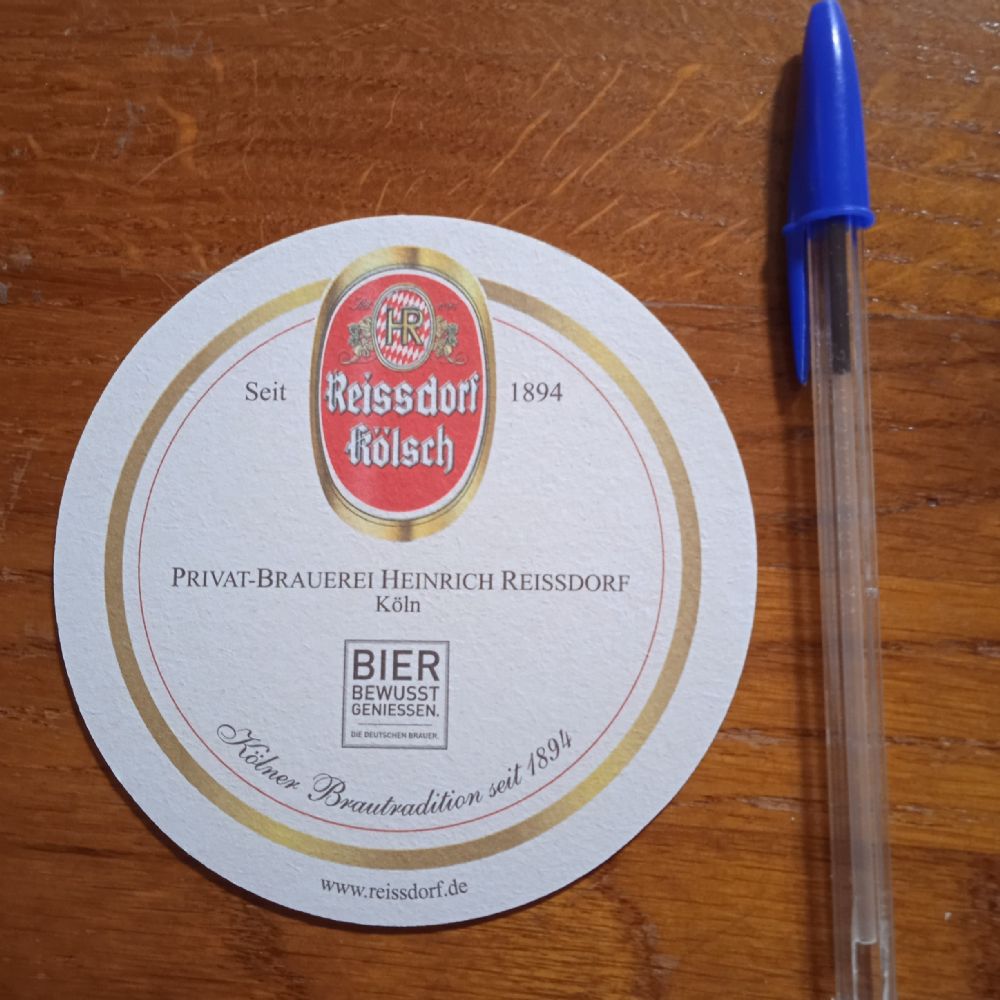 HR
Reissdorf
Kölsch
Seit 1894
PRIVAT-BRAUEREI HEINRICH REISSDORF
Köln
BIER
BEWUSST
GENIESSEN.
DIE DEUTSCHEN BRAUER.
Kölner Brautradition seit 1894
www.reissdorf.de